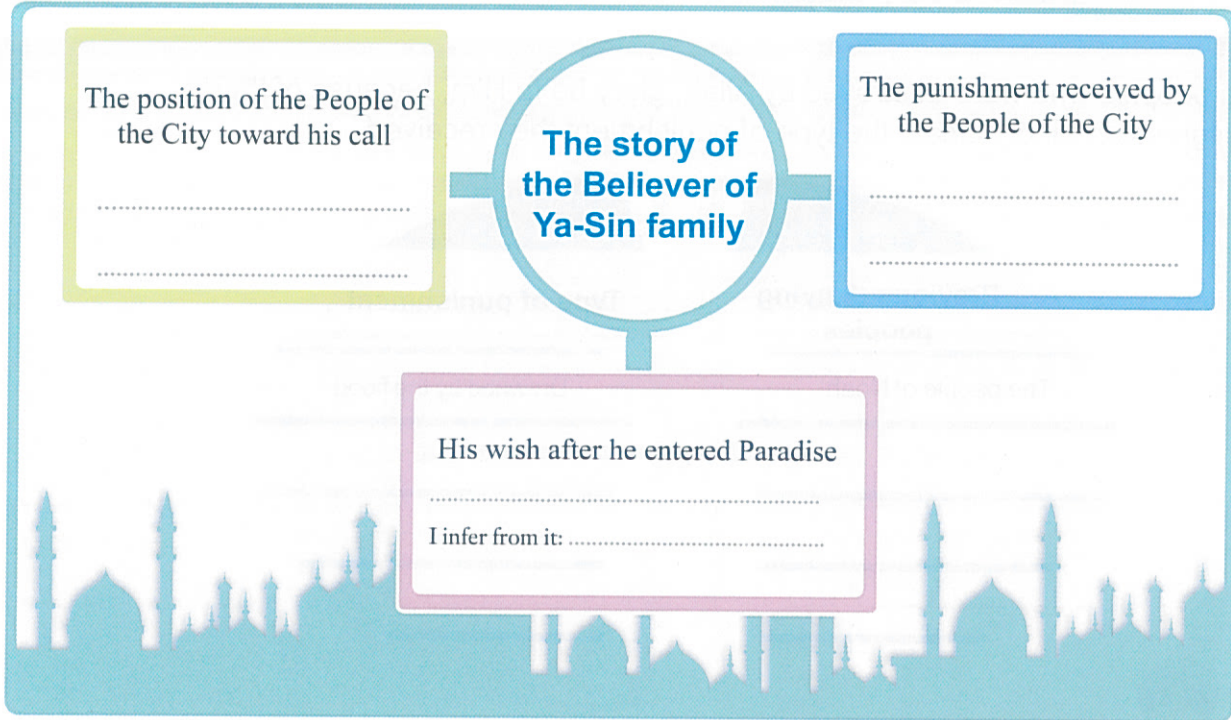 The position of the People of
the City toward his call
The story of
the Believer of
Ya-Sin family
The punishment received by
the People of the City
His wish after he entered Paradise
I infer from it: